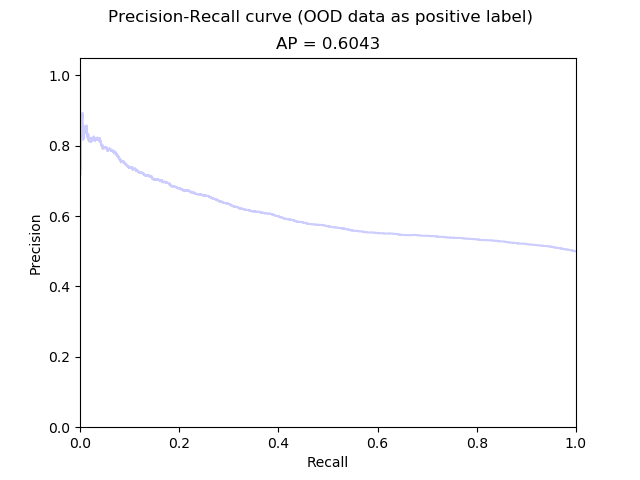 Precision-Recall curve (OOD data as positive label)
AP = 0.6043
1.0
0.8
0.6
0.4
0.2
0.0
Precision
0.0 0.2 0.4 0.6 0.8 1.0
Recall